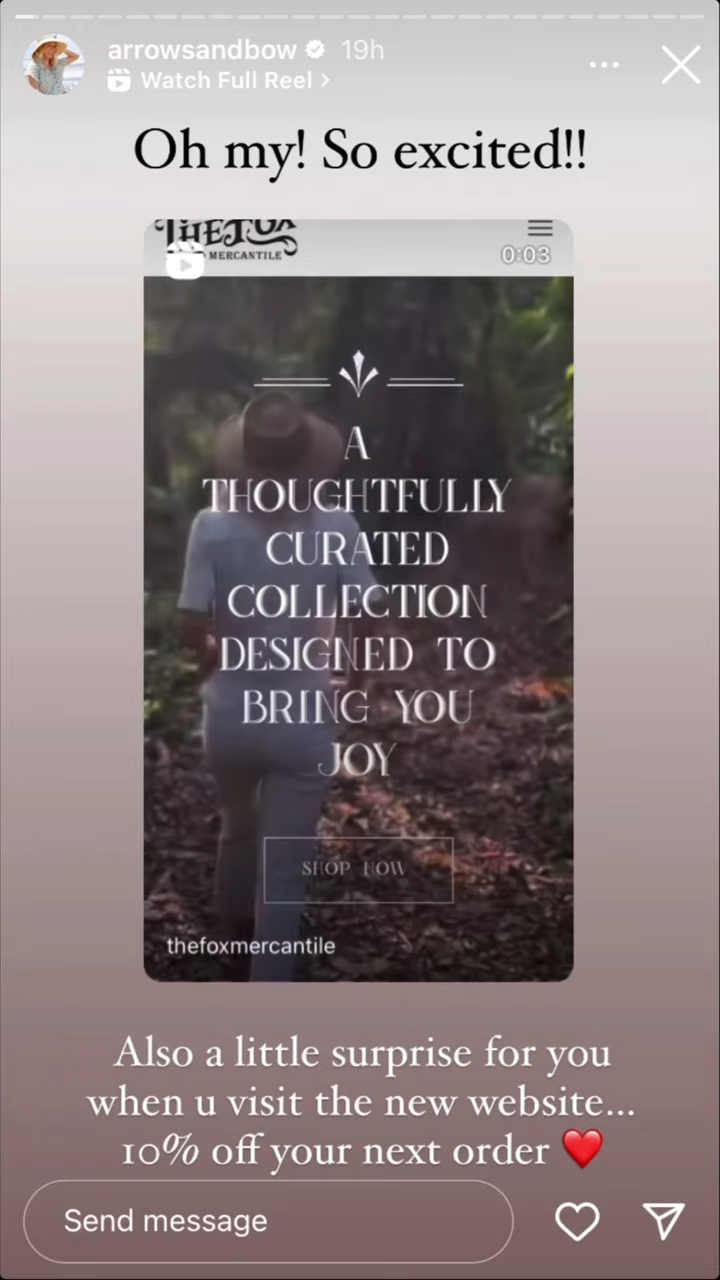 arrowsandbow 19h
Watch Full Reel >
Oh my! So excited!!
THE FOX
MERCANTILE
0:03
A
THOUGHTFULLY
CURATED
COLLECTION
DESIGNED TO
BRING YOU
JOY
SHOP NOW
thefoxmercantile
Also a little surprise for you
when u visit the new website...
10% off your next order ❤️
Send message